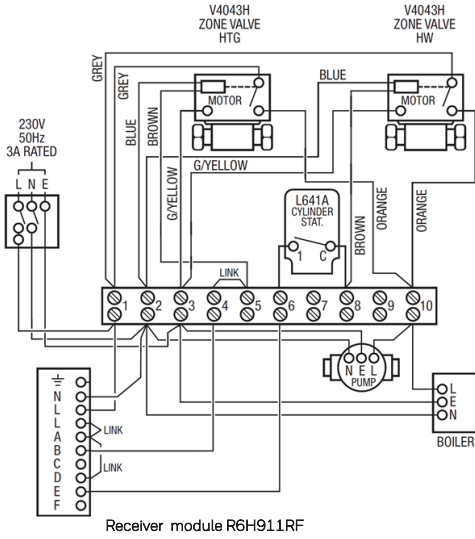 V4043H
ZONE VALVE
HTG
V4043H
ZONE VALVE
HW
GREY
GREY
BLUE
BROWN
G/YELLOW
MOTOR
BLUE
MOTOR
230V
50Hz
3A RATED
L N E
L641A
CYLINDER
STAT.
1 C
BROWN
ORANGE
ORANGE
LINK
1 2 3 4 5 6 7 8 9 10
N E L
PUMP
L
E
N
BOILER
N
L
L
A
B
C
D
E
F
LINK
LINK
Receiver module R6H911RF